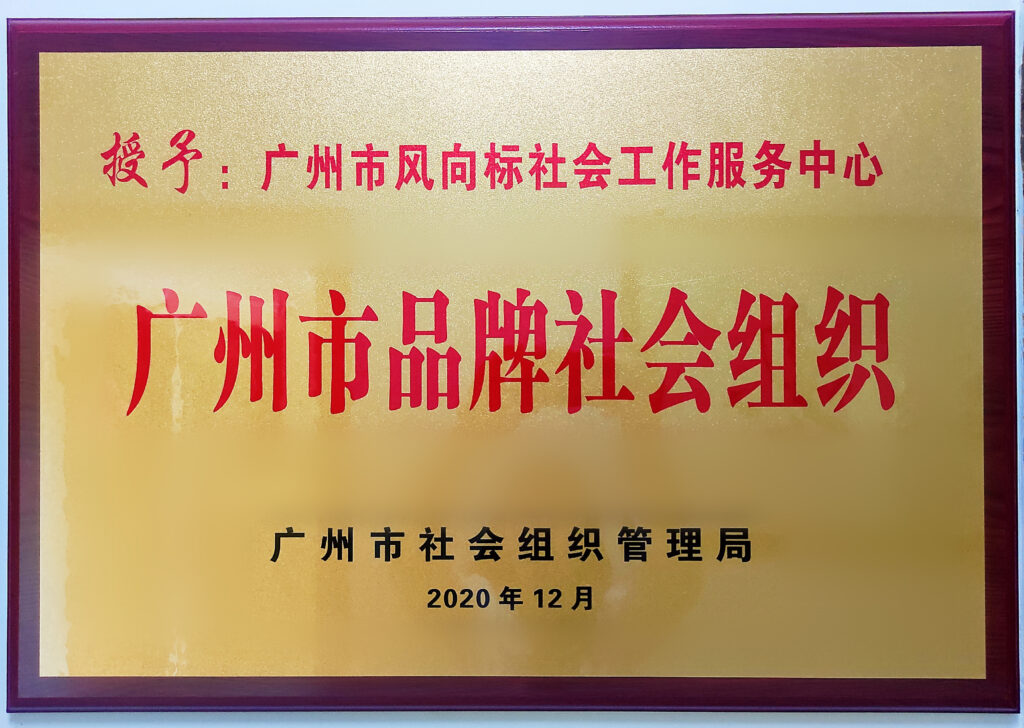 授予：广州市风向标社会工作服务中心
广州市品牌社会组织
广州市社会组织管理局
2020年12月